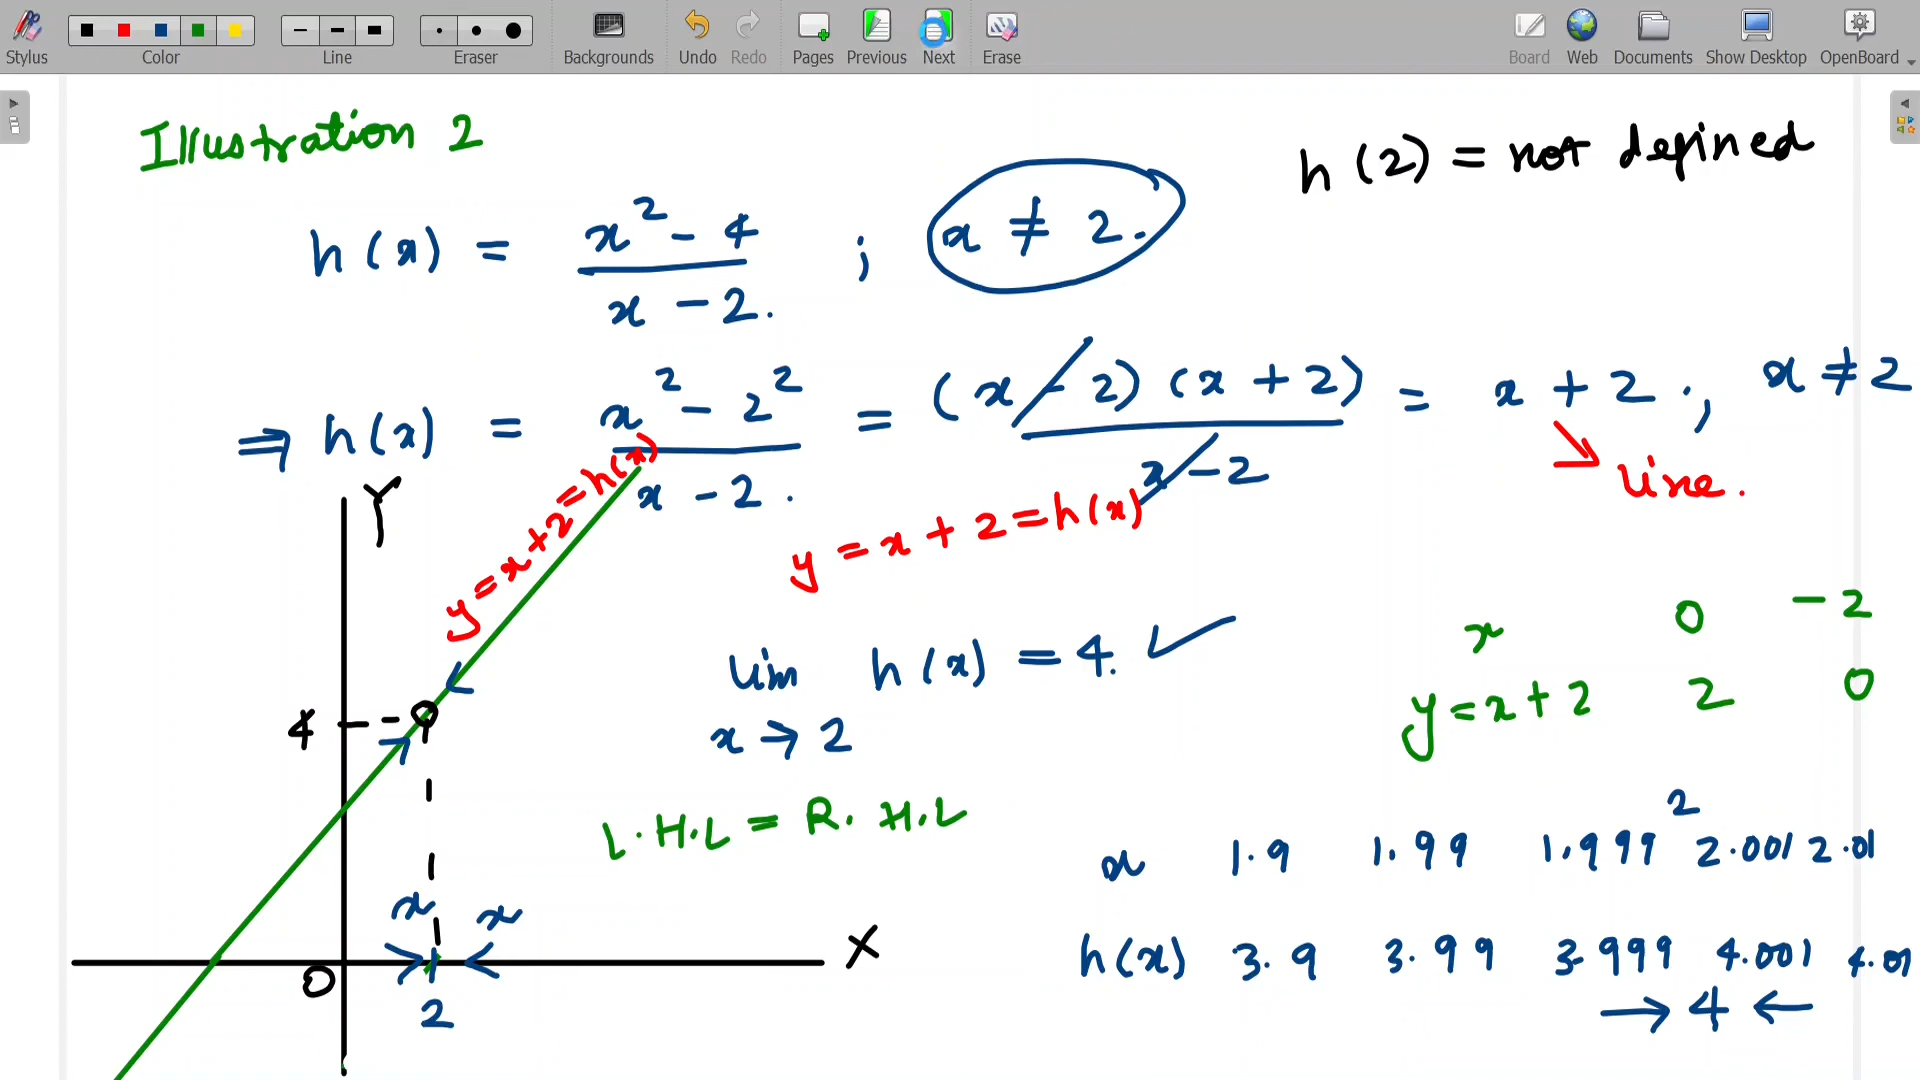 Stylus Color Line Eraser Backgrounds Undo Redo Pages Previous Next Erase Board Web Documents Show Desktop OpenBoard
Illustration 2
h(2) = not defined
h(x) = x² - 4 / x - 2. ; x ≠ 2.
⇒ h(x) = x² - 2² / x - 2. = (x - 2)(x + 2) / x - 2 = x + 2 ; x ≠ 2
line.
Y
y = x + 2 = h(x)
y = x + 2 = h(x)
x 0 -2
y = x + 2 2 0
lim h(x) = 4. ✓
x → 2
4
L.H.L = R.H.L
2
x 1.9 1.99 1.999 2.001 2.01
h(x) 3.9 3.99 3.999 4.001 4.01
→ 4 ←
x x
X
O
2